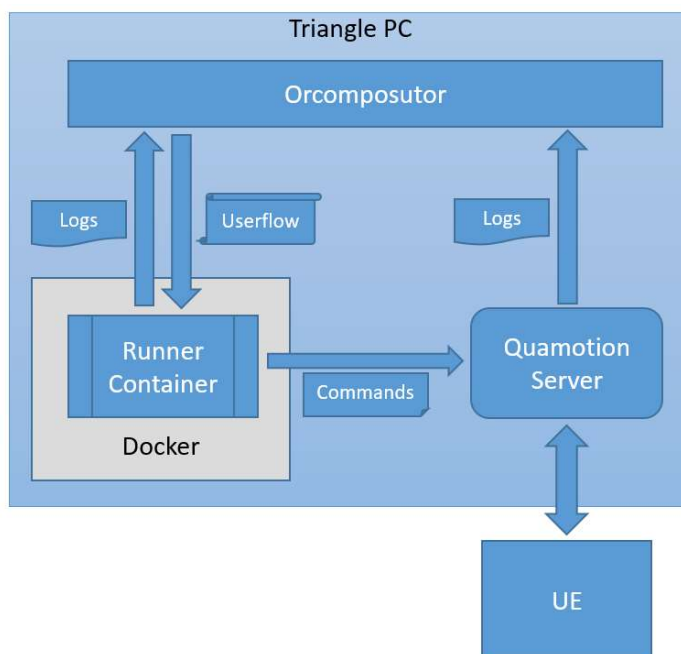 Triangle PC
Orcomposutor
Logs
Userflow
Logs
Runner
Container
Commands
Quamotion
Server
Docker
UE